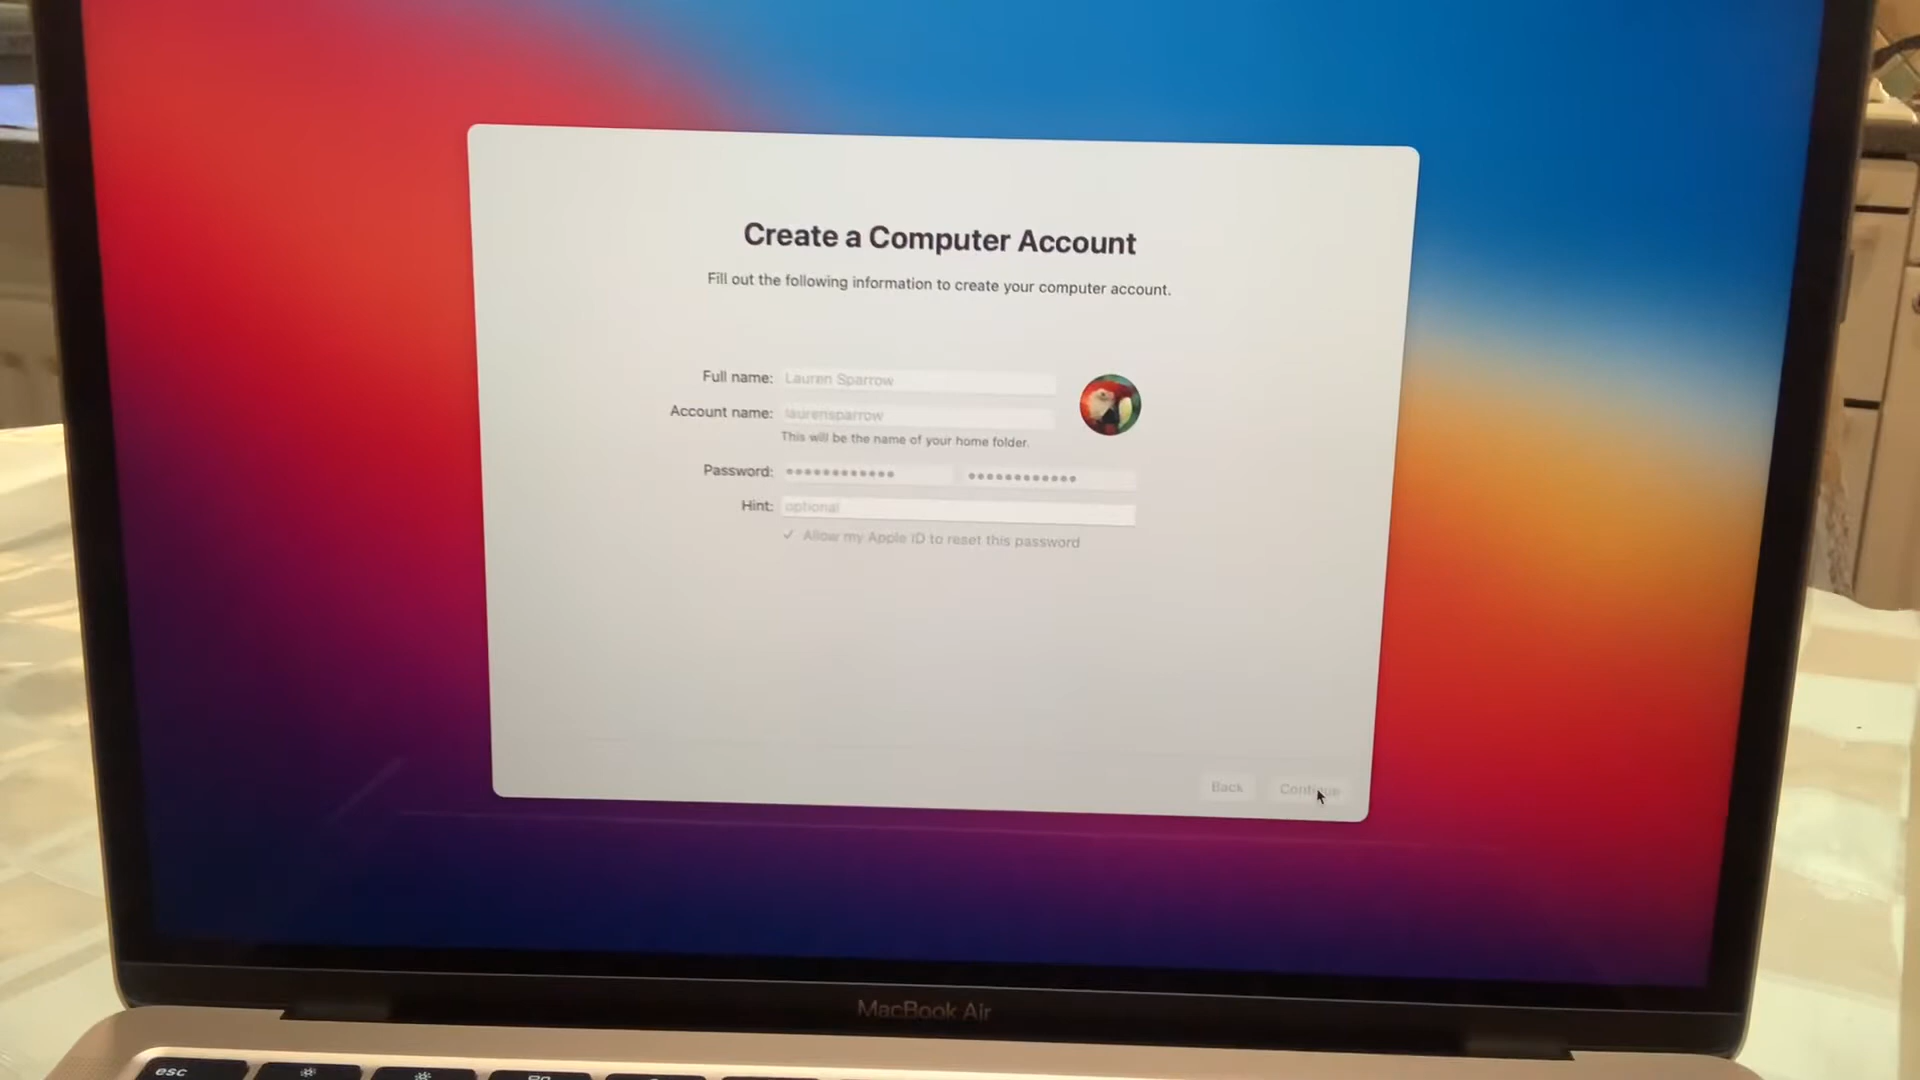 Create a Computer Account
Fill out the following information to create your computer account.
Full name: Lauren Sparrow
Account name: laurensparrow
This will be the name of your home folder.
Password: •••••••••••• ••••••••••••
Hint: optional
✓ Allow my Apple ID to reset this password
Back Continue
MacBook Air
esc